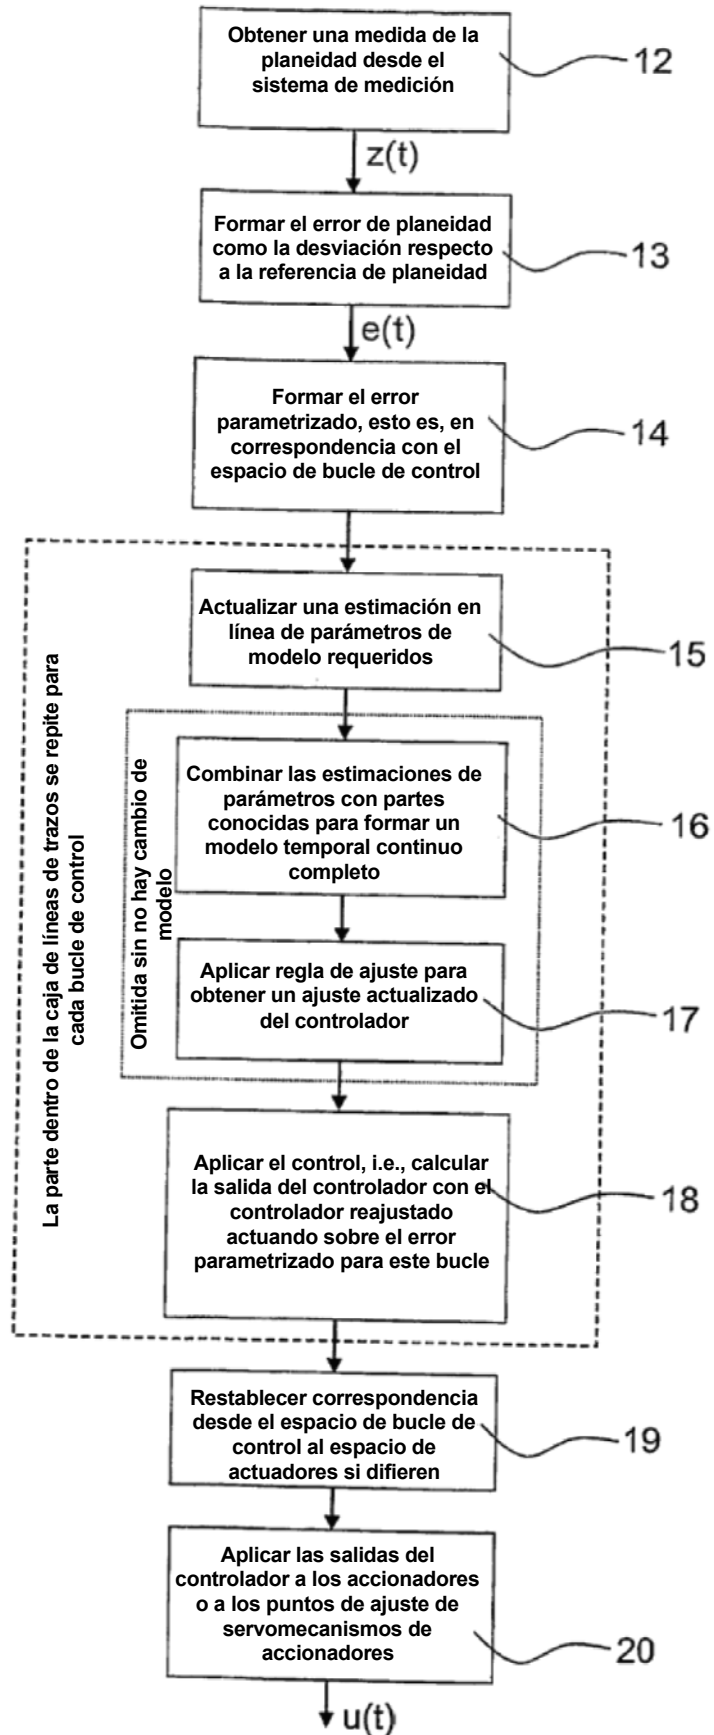 Obtener una medida de la
planeidad desde el
sistema de medición
12
z(t)
Formar el error de planeidad
como la desviación respecto
a la referencia de planeidad
13
e(t)
Formar el error
parametrizado, esto es, en
correspondencia con el
espacio de bucle de control
14
La parte dentro de la caja de líneas de trazos se repite para
cada bucle de control
Actualizar una estimación en
línea de parámetros de
modelo requeridos
15
Omitida sin no hay cambio de
modelo
Combinar las estimaciones de
parámetros con partes
conocidas para formar un
modelo temporal continuo
completo
16
Aplicar regla de ajuste para
obtener un ajuste actualizado
del controlador
17
Aplicar el control, i.e., calcular
la salida del controlador con el
controlador reajustado
actuando sobre el error
parametrizado para este bucle
18
Restablecer correspondencia
desde el espacio de bucle de
control al espacio de
actuadores si difieren
19
Aplicar las salidas del
controlador a los accionadores
o a los puntos de ajuste de
servomecanismos de
accionadores
20
u(t)